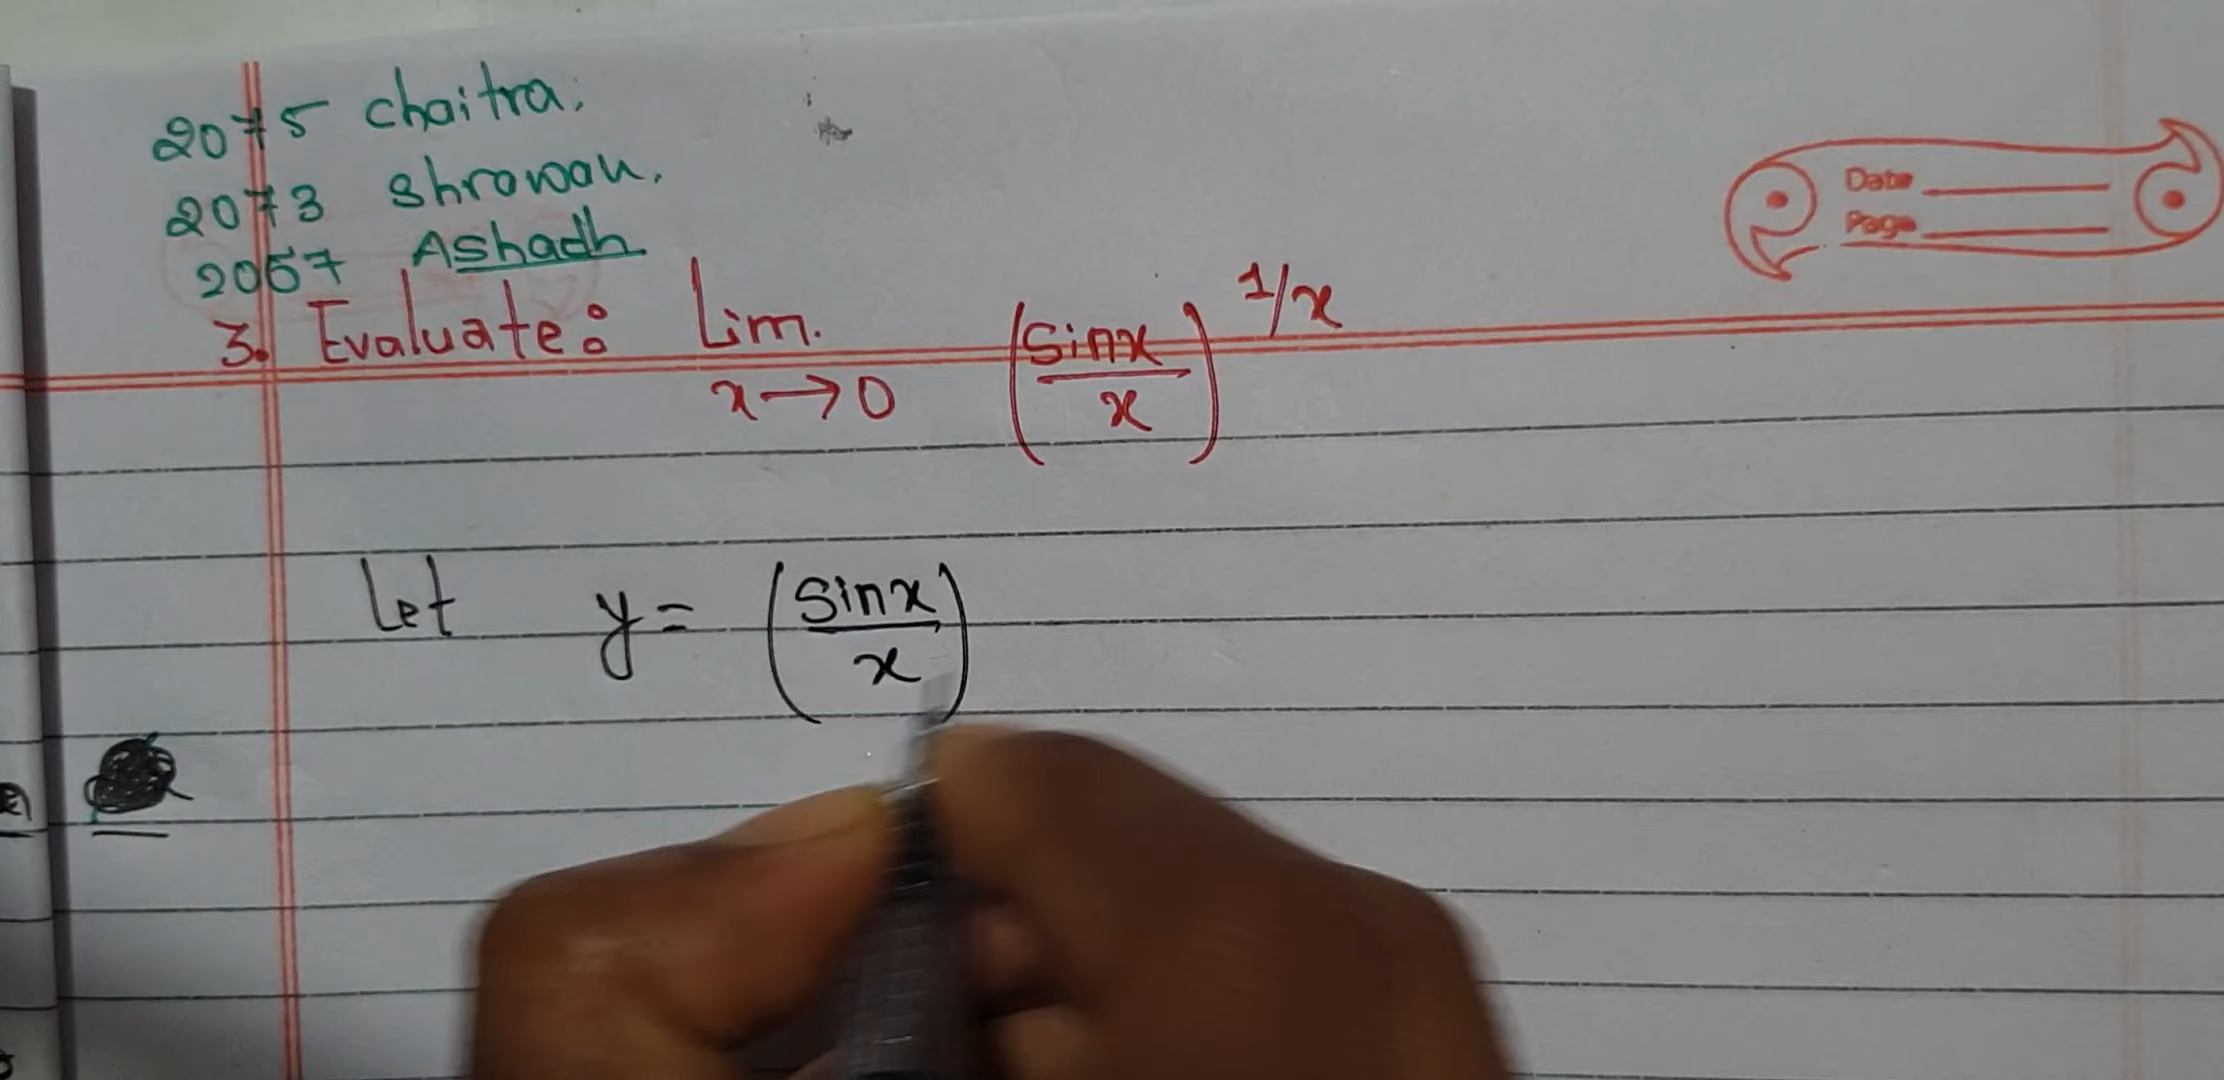 2075 chaitra.
2073 Shrawan.
2067 Ashadh
Date
Page
3. Evaluate: Lim. x→0 (sinx/x)^1/x
Let y = (sinx/x)